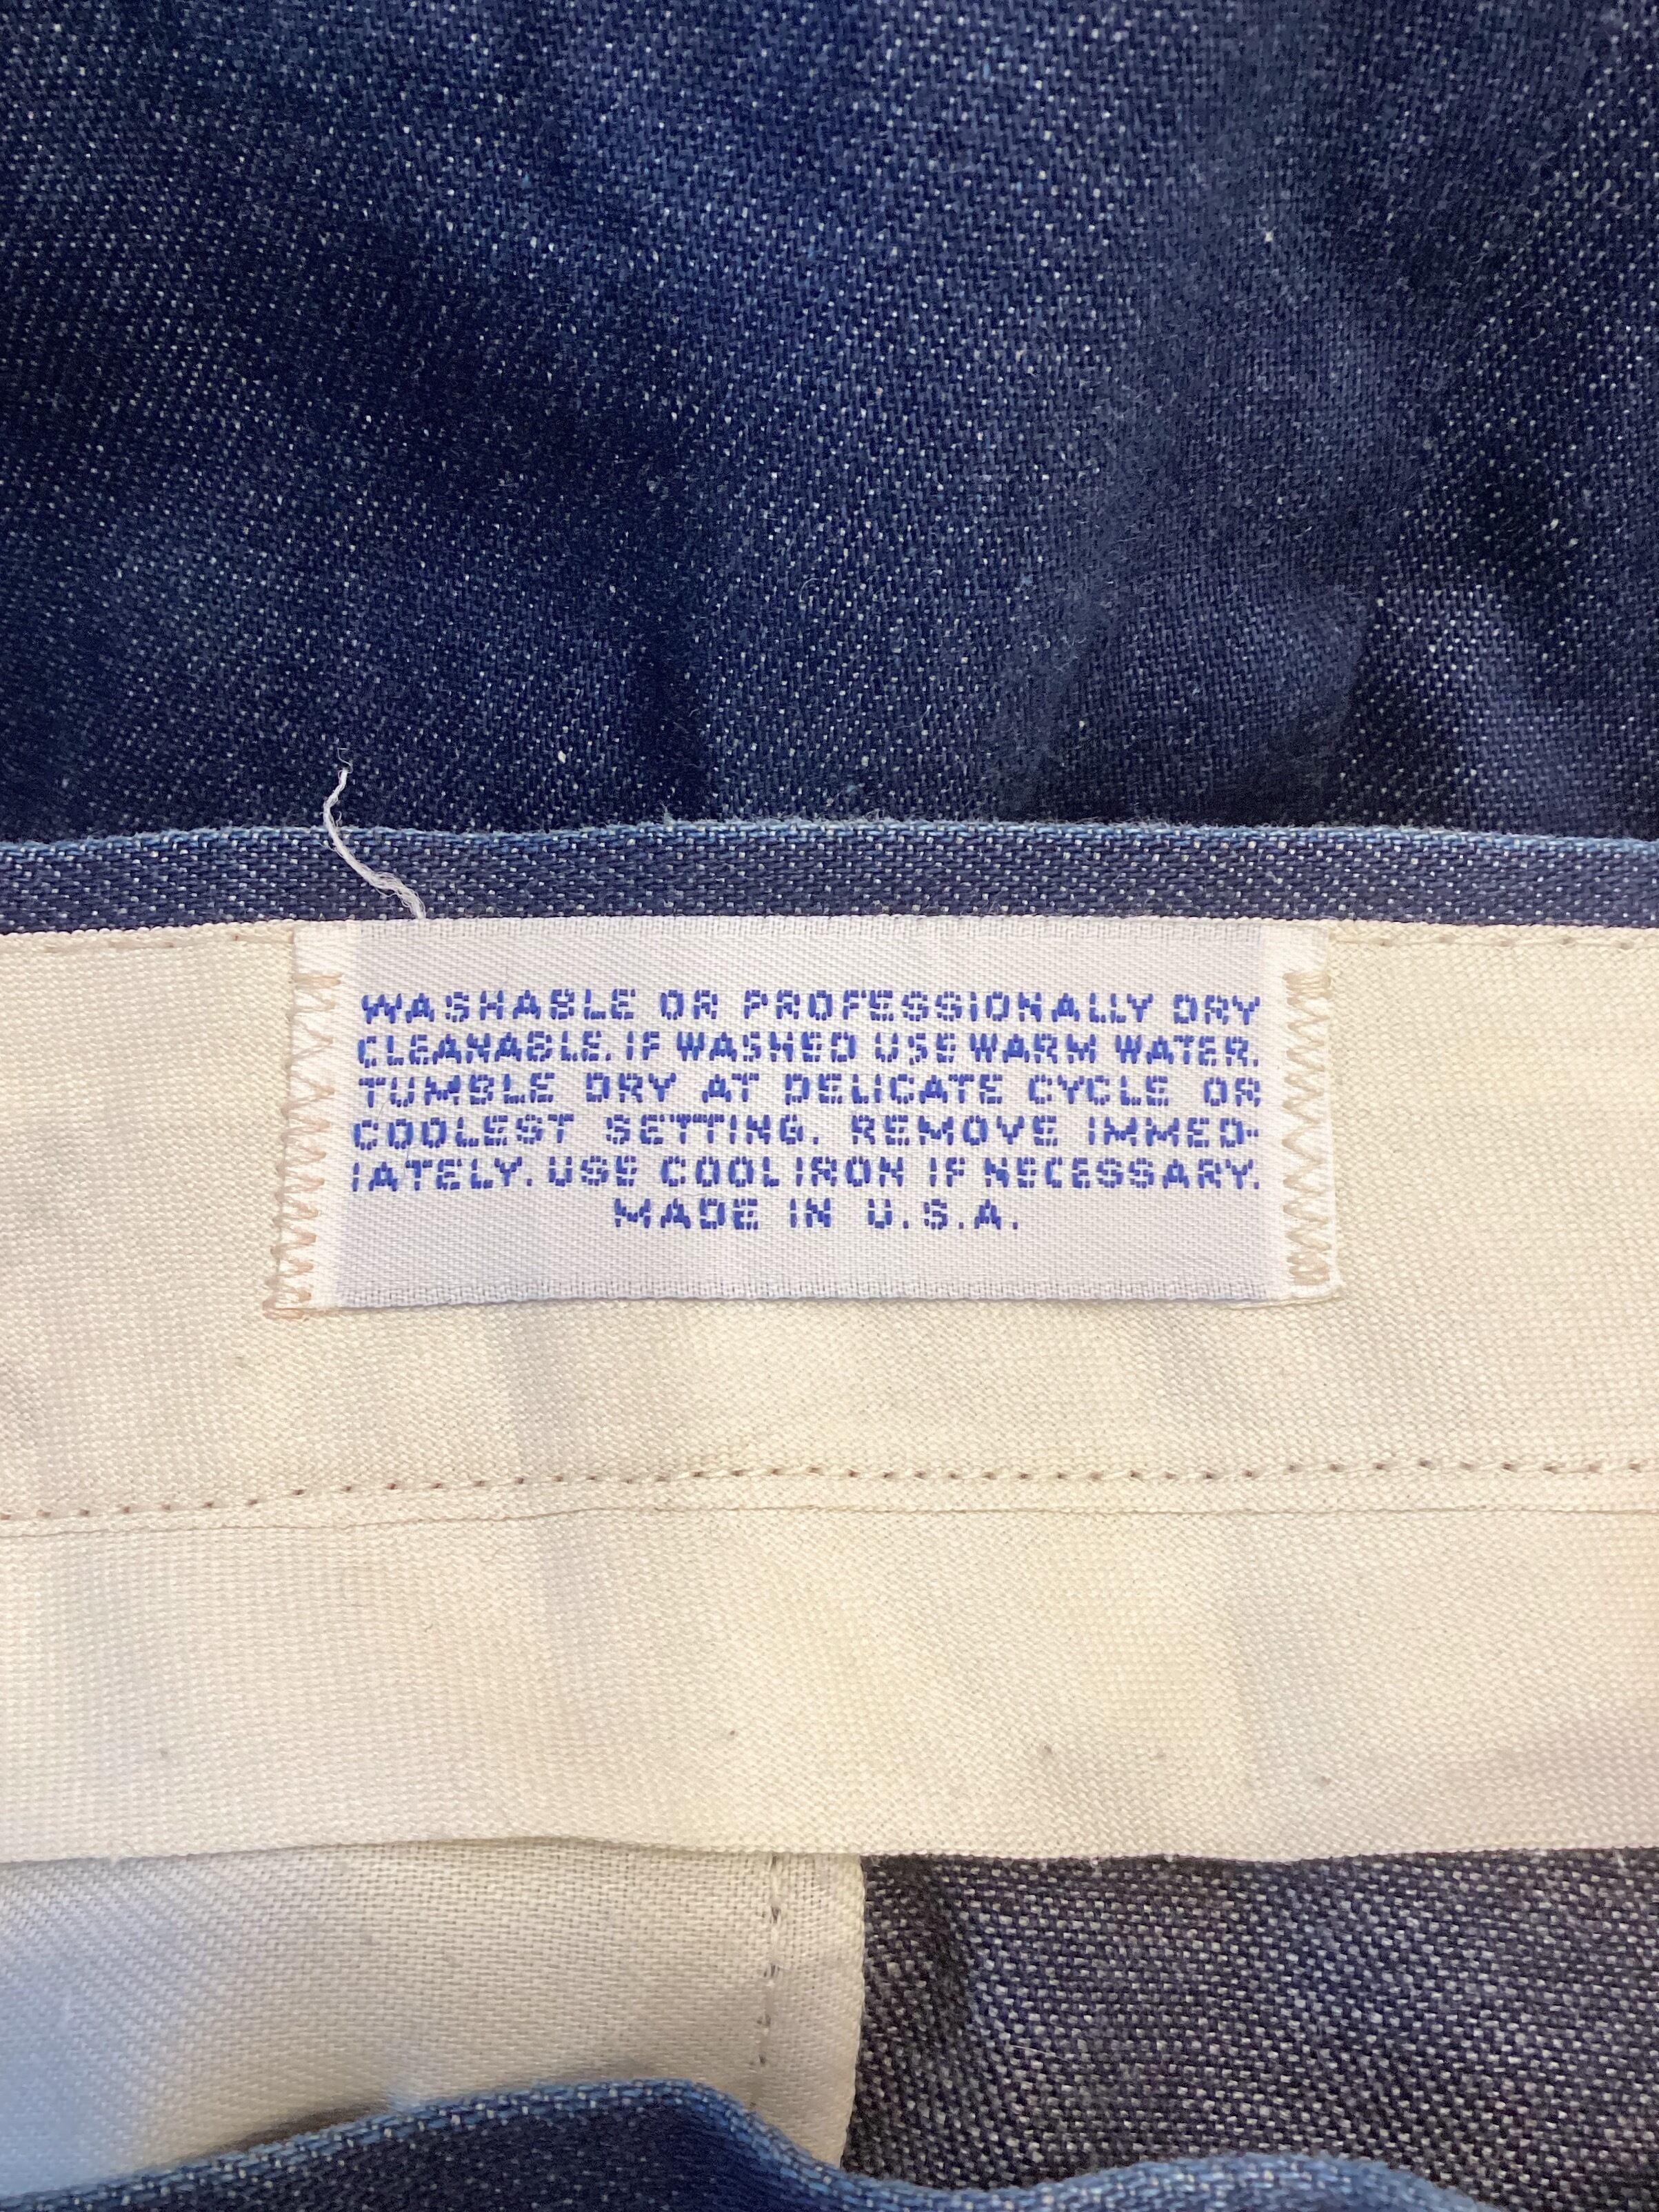 WASHABLE OR PROFESSIONALLY DRY
CLEANABLE. IF WASHED USE WARM WATER.
TUMBLE DRY AT DELICATE CYCLE OR
COOLEST SETTING. REMOVE IMMED-
IATELY. USE COOL IRON IF NECESSARY.
MADE IN U.S.A.